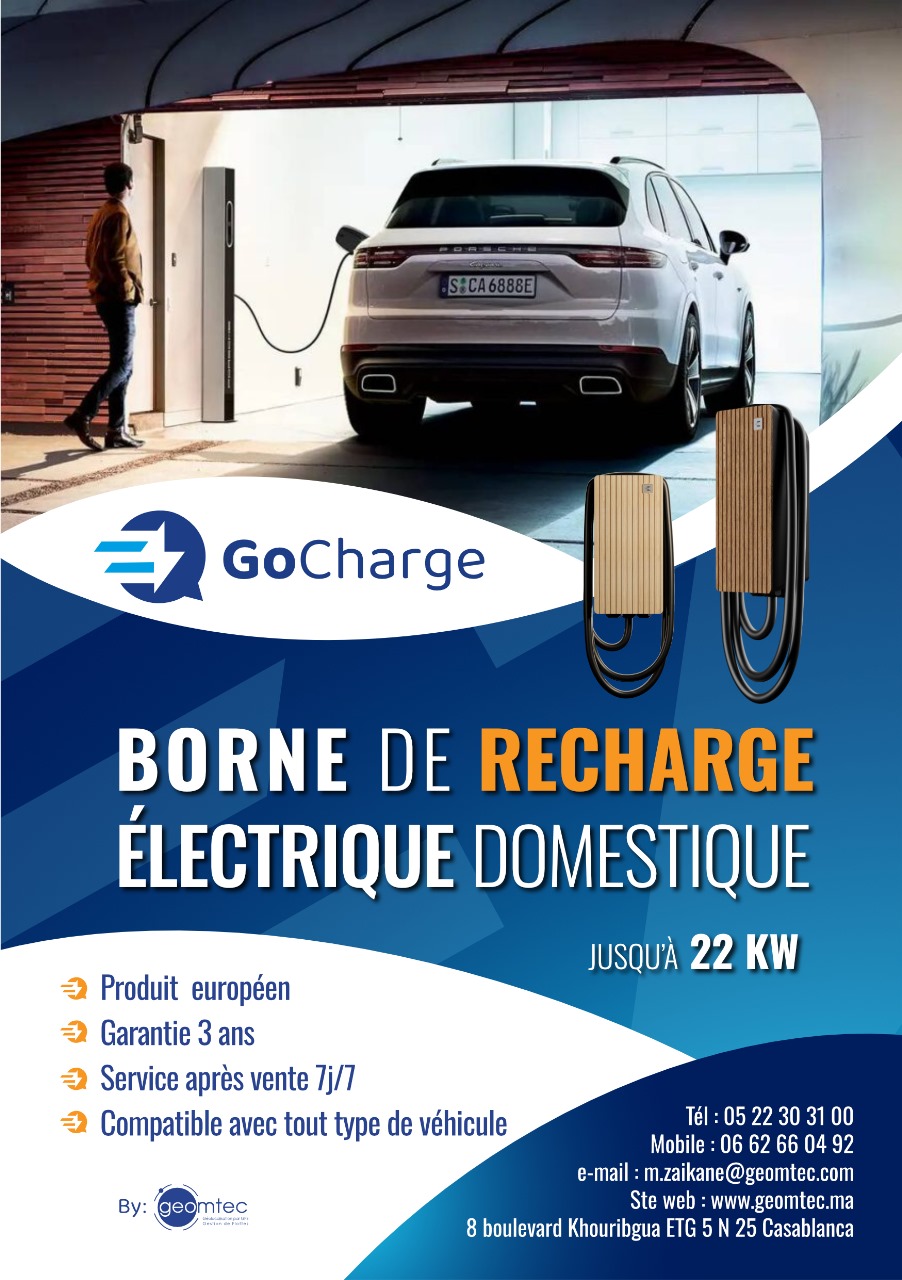 PORSCHE
S CA 6888E
GoCharge
BORNE DE RECHARGE
ÉLECTRIQUE DOMESTIQUE
JUSQU'À 22 KW
Produit européen
Garantie 3 ans
Service après vente 7j/7
Compatible avec tout type de véhicule
Tél : 05 22 30 31 00
Mobile : 06 62 66 04 92
e-mail : m.zaikane@geomtec.com
Ste web : www.geomtec.ma
8 boulevard Khouribgua ETG 5 N 25 Casablanca
By: geomtec